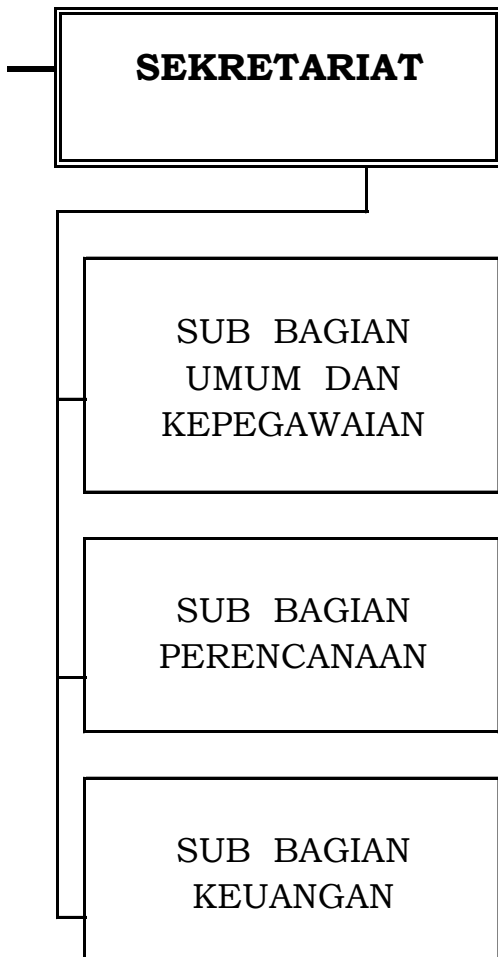 SEKRETARIAT
SUB BAGIAN
UMUM DAN
KEPEGAWAIAN
SUB BAGIAN
PERENCANAAN
SUB BAGIAN
KEUANGAN